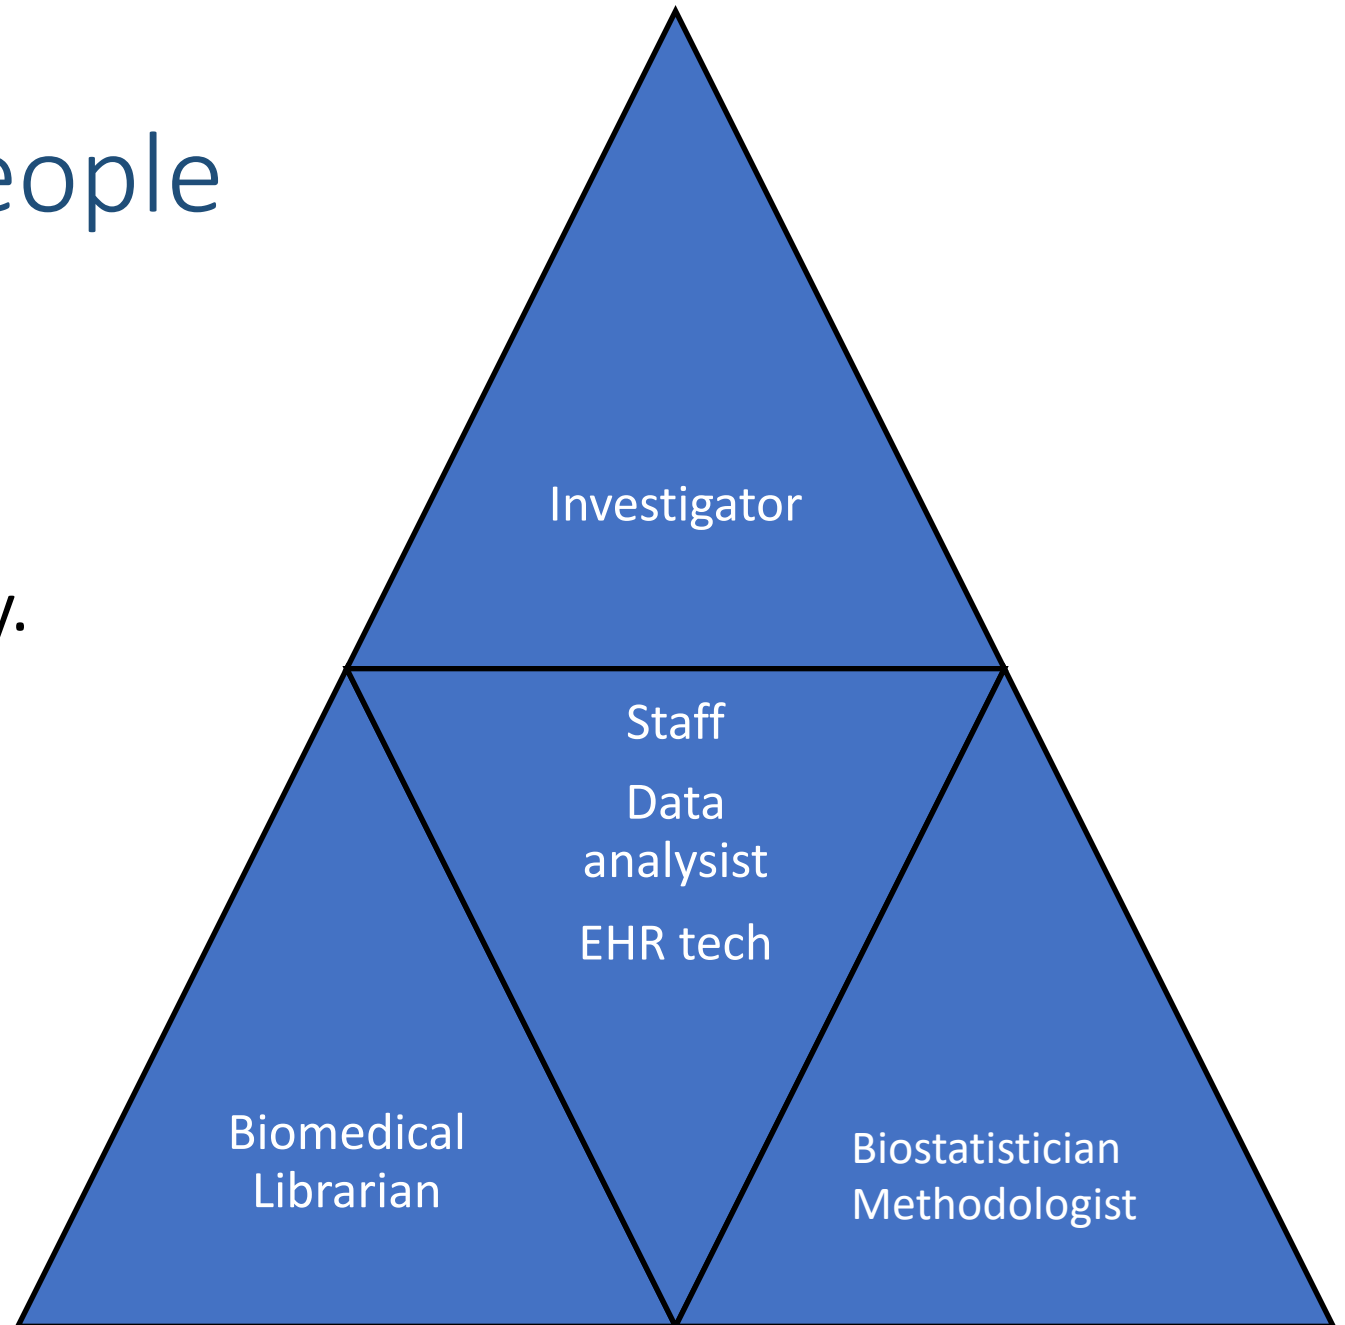 eople
Investigator
y.
Staff
Data
analysist
EHR tech
Biomedical
Librarian
Biostatistician
Methodologist